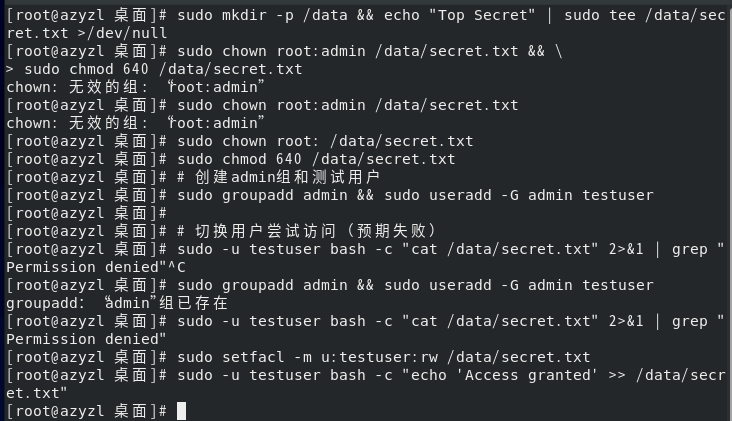 [root@azyzl 桌面]# sudo mkdir -p /data && echo "Top Secret" | sudo tee /data/sec
ret.txt >/dev/null
[root@azyzl 桌面]# sudo chown root:admin /data/secret.txt && \
> sudo chmod 640 /data/secret.txt
chown: 无效的组: “root:admin”
[root@azyzl 桌面]# sudo chown root:admin /data/secret.txt
chown: 无效的组: “root:admin”
[root@azyzl 桌面]# sudo chown root: /data/secret.txt
[root@azyzl 桌面]# sudo chmod 640 /data/secret.txt
[root@azyzl 桌面]# # 创建admin组和测试用户
[root@azyzl 桌面]# sudo groupadd admin && sudo useradd -G admin testuser
[root@azyzl 桌面]#
[root@azyzl 桌面]# # 切换用户尝试访问（预期失败）
[root@azyzl 桌面]# sudo -u testuser bash -c "cat /data/secret.txt" 2>&1 | grep "
Permission denied"^C
[root@azyzl 桌面]# sudo groupadd admin && sudo useradd -G admin testuser
groupadd: “admin”组已存在
[root@azyzl 桌面]# sudo -u testuser bash -c "cat /data/secret.txt" 2>&1 | grep "
Permission denied"
[root@azyzl 桌面]# sudo setfacl -m u:testuser:rw /data/secret.txt
[root@azyzl 桌面]# sudo -u testuser bash -c "echo 'Access granted' >> /data/secr
et.txt"
[root@azyzl 桌面]#